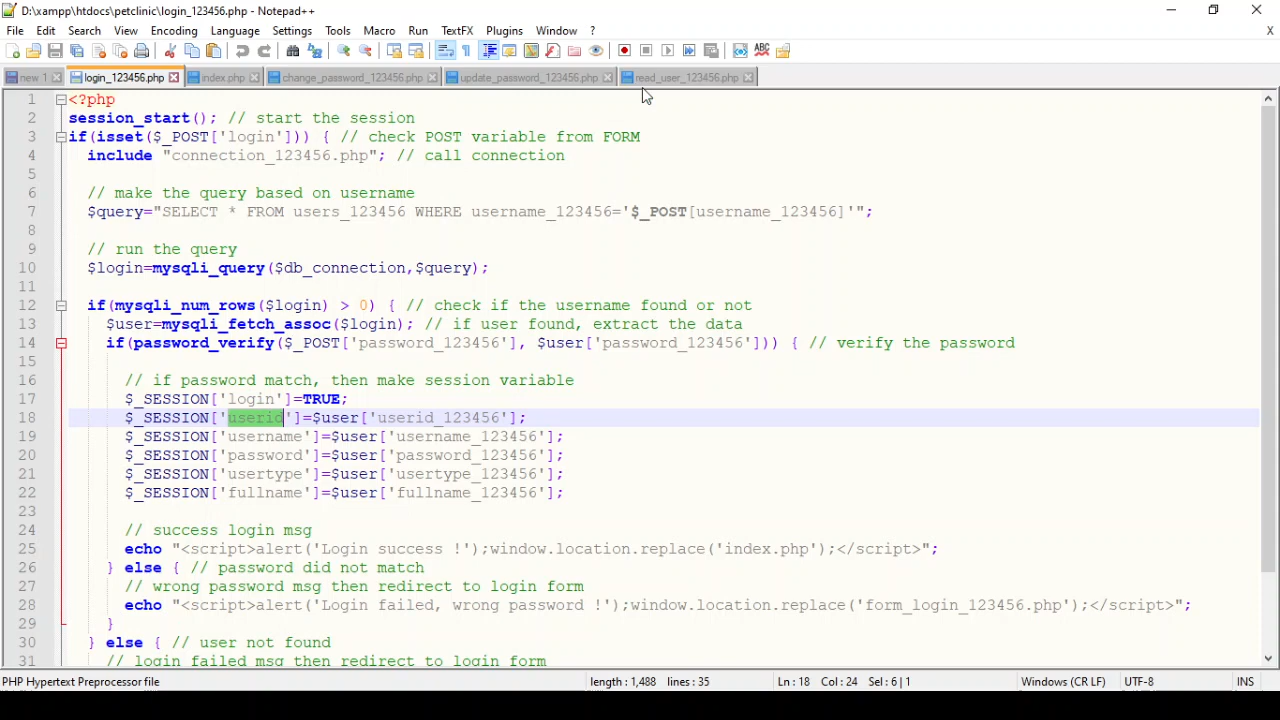 D:\xampp\htdocs\petclinic\login_123456.php - Notepad++
File Edit Search View Encoding Language Settings Tools Macro Run TextFX Plugins Window ? X
new 1 login_123456.php index.php change_password_123456.php update_password_123456.php read_user_123456.php
1 <?php
2 session_start(); // start the session
3 if(isset($_POST['login'])) { // check POST variable from FORM
4 include "connection_123456.php"; // call connection
5
6 // make the query based on username
7 $query="SELECT * FROM users_123456 WHERE username_123456='$_POST[username_123456]'";
8
9 // run the query
10 $login=mysqli_query($db_connection,$query);
11
12 if(mysqli_num_rows($login) > 0) { // check if the username found or not
13 $user=mysqli_fetch_assoc($login); // if user found, extract the data
14 if(password_verify($_POST['password_123456'], $user['password_123456'])) { // verify the password
15
16 // if password match, then make session variable
17 $_SESSION['login']=TRUE;
18 $_SESSION['userid']=$user['userid_123456'];
19 $_SESSION['username']=$user['username_123456'];
20 $_SESSION['password']=$user['password_123456'];
21 $_SESSION['usertype']=$user['usertype_123456'];
22 $_SESSION['fullname']=$user['fullname_123456'];
23
24 // success login msg
25 echo "<script>alert('Login success !');window.location.replace('index.php');</script>";
26 } else { // password did not match
27 // wrong password msg then redirect to login form
28 echo "<script>alert('Login failed, wrong password !');window.location.replace('form_login_123456.php');</script>";
29 }
30 } else { // user not found
31 // login failed msg then redirect to login form
PHP Hypertext Preprocessor file length : 1,488 lines : 35 Ln : 18 Col : 24 Sel : 6 | 1 Windows (CR LF) UTF-8 INS